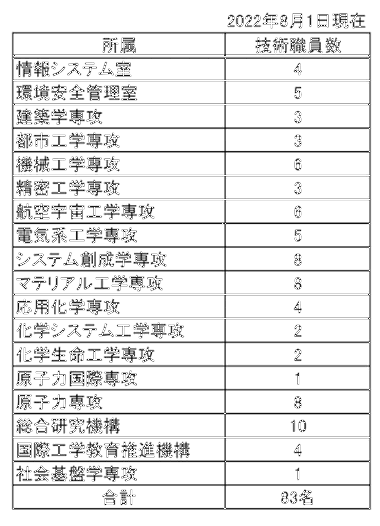 2022年8月1日現在
所属 技術職員数
情報システム室 4
環境安全管理室 5
建築学専攻 3
都市工学専攻 3
機械工学専攻 6
精密工学専攻 3
航空宇宙工学専攻 6
電気系工学専攻 5
システム創成学専攻 8
マテリアル工学専攻 8
応用化学専攻 4
化学システム工学専攻 2
化学生命工学専攻 2
原子力国際専攻 1
原子力専攻 8
総合研究機構 10
国際工学教育推進機構 4
社会基盤学専攻 1
合計 83名